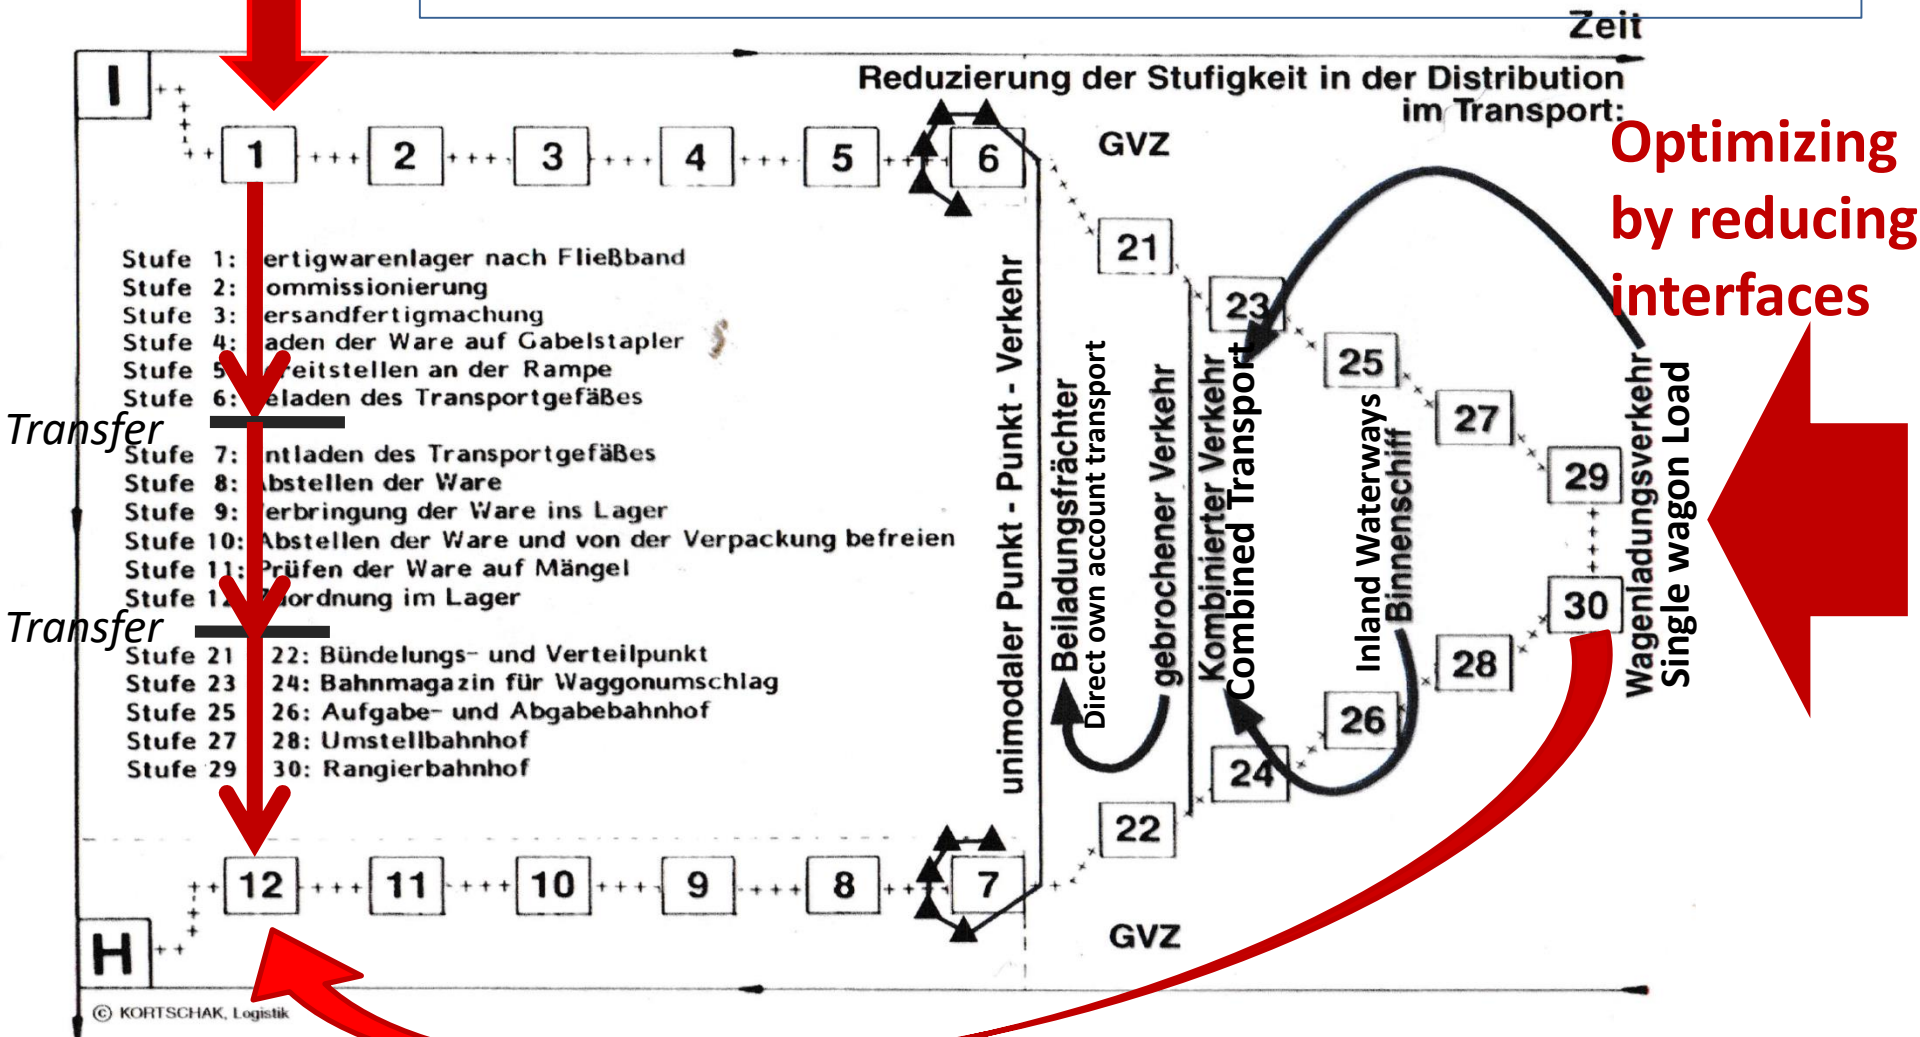 Zeit
I
Reduzierung der Stufigkeit in der Distribution
im Transport:
Optimizing
by reducing
interfaces
GVZ
1 2 3 4 5 6
21
23
25
27
29
30
28
26
24
22
Stufe 1: ertigwarenlager nach Fließband
Stufe 2: ommissionierung
Stufe 3: ersandfertigmachung
Stufe 4: aden der Ware auf Gabelstapler
Stufe 5 reitstellen an der Rampe
Stufe 6: eladen des Transportgefäßes
Transfer
Stufe 7: ntladen des Transportgefäßes
Stufe 8: Abstellen der Ware
Stufe 9: erbringung der Ware ins Lager
Stufe 10: Abstellen der Ware und von der Verpackung befreien
Stufe 11: Prüfen der Ware auf Mängel
Stufe 12 ordnung im Lager
Transfer
Stufe 21 22: Bündelungs- und Verteilpunkt
Stufe 23 24: Bahnmagazin für Waggonumschlag
Stufe 25 26: Aufgabe- und Abgabebahnhof
Stufe 27 28: Umstellbahnhof
Stufe 29 30: Rangierbahnhof
unimodaler Punkt - Punkt - Verkehr
Beiladungsfrächter
Direct own account transport
gebrochener Verkehr
Kombinierter Verkehr
Combined Transport
Inland Waterways
Binnenschiff
Wagenladungsverkehr
Single wagon Load
12 11 10 9 8 7
H
GVZ
© KORTSCHAK, Logistik